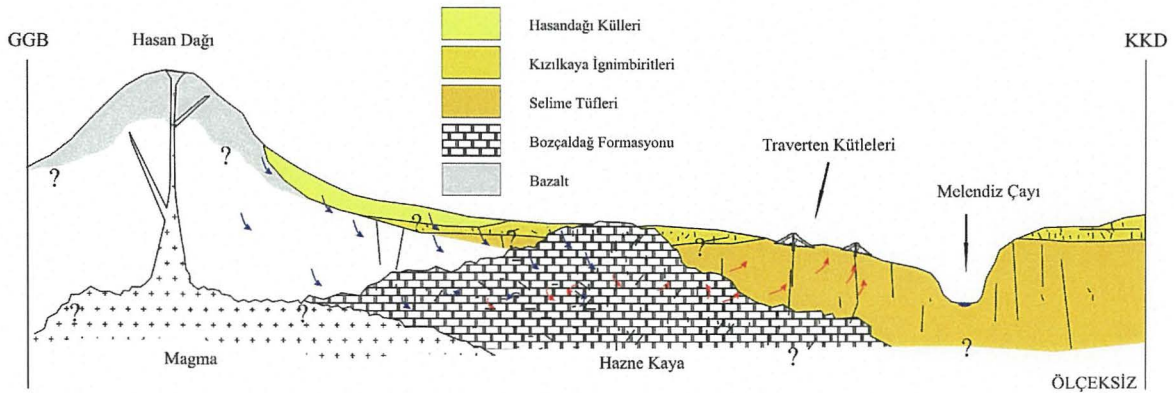 GGB
Hasan Dağı
Hasandağı Külleri
Kızılkaya İgnimbiritleri
Selime Tüfleri
Bozçaldağ Formasyonu
Bazalt
KKD
Traverten Kütleleri
Melendiz Çayı
?
?
?
?
?
?
?
?
?
Magma
Hazne Kaya
ÖLÇEKSİZ